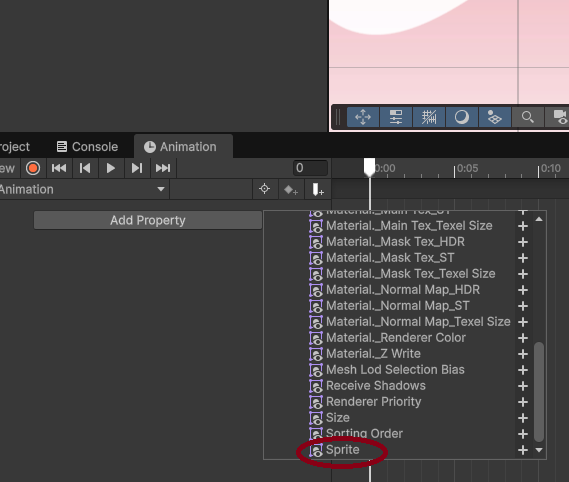 roject
Console
Animation
ew
0
0:00
0:05
0:10
Animation
Add Property
Material._Main Tex_ST
Material._Main Tex_Texel Size
Material._Mask Tex_HDR
Material._Mask Tex_ST
Material._Mask Tex_Texel Size
Material._Normal Map_HDR
Material._Normal Map_ST
Material._Normal Map_Texel Size
Material._Renderer Color
Material._Z Write
Mesh Lod Selection Bias
Receive Shadows
Renderer Priority
Size
Sorting Order
Sprite